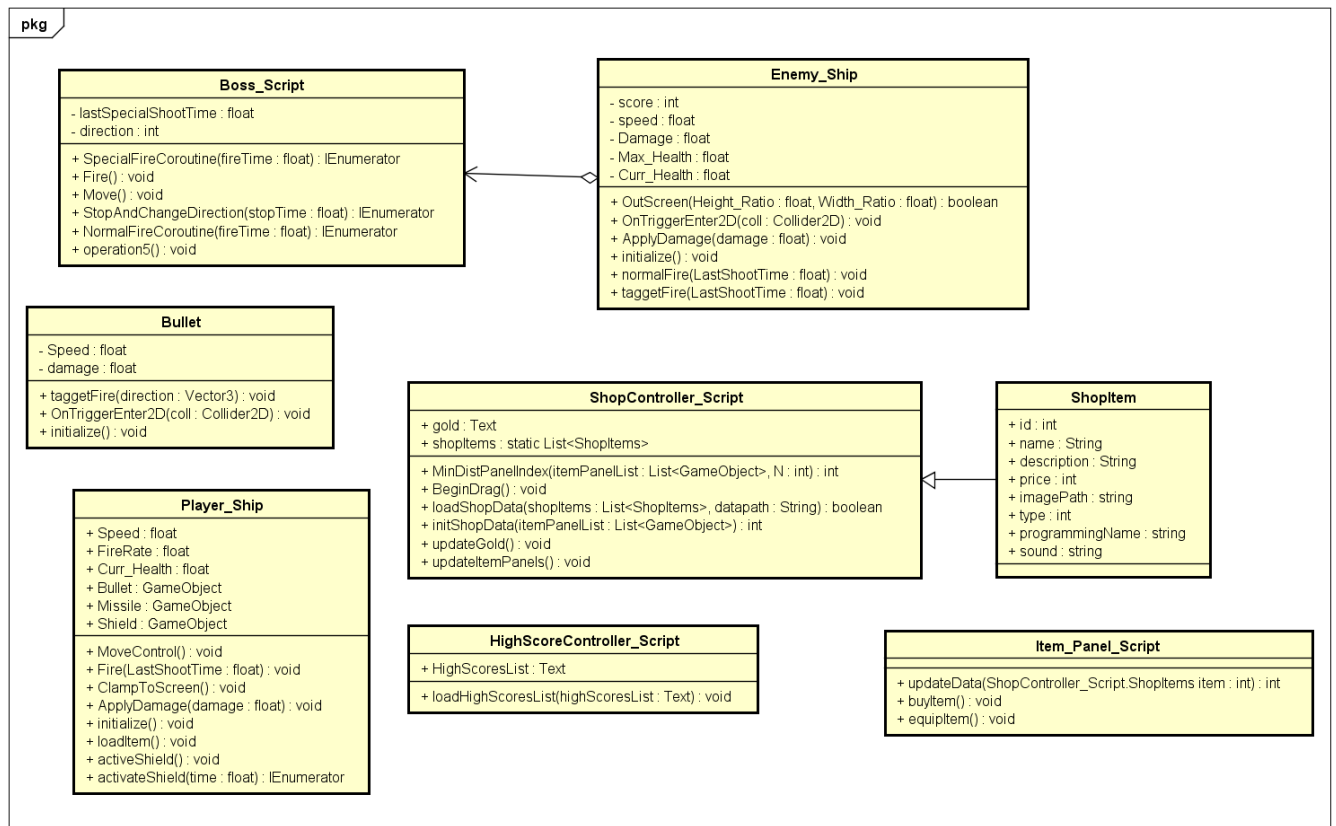 pkg
Boss_Script
- lastSpecialShootTime : float
- direction : int
+ SpecialFireCoroutine(fireTime : float) : IEnumerator
+ Fire() : void
+ Move() : void
+ StopAndChangeDirection(stopTime : float) : IEnumerator
+ NormalFireCoroutine(fireTime : float) : IEnumerator
+ operation5() : void
Enemy_Ship
- score : int
- speed : float
- Damage : float
- Max_Health : float
- Curr_Health : float
+ OutScreen(Height_Ratio : float, Width_Ratio : float) : boolean
+ OnTriggerEnter2D(coll : Collider2D) : void
+ ApplyDamage(damage : float) : void
+ initialize() : void
+ normalFire(LastShootTime : float) : void
+ taggetFire(LastShootTime : float) : void
Bullet
- Speed : float
- damage : float
+ taggetFire(direction : Vector3) : void
+ OnTriggerEnter2D(coll : Collider2D) : void
+ initialize() : void
ShopController_Script
+ gold : Text
+ shopItems : static List<ShopItems>
+ MinDistPanelIndex(itemPanelList : List<GameObject>, N : int) : int
+ BeginDrag() : void
+ loadShopData(shopItems : List<ShopItems>, datapath : String) : boolean
+ initShopData(itemPanelList : List<GameObject>) : int
+ updateGold() : void
+ updateItemPanels() : void
ShopItem
+ id : int
+ name : String
+ description : String
+ price : int
+ imagePath : string
+ type : int
+ programmingName : string
+ sound : string
Player_Ship
+ Speed : float
+ FireRate : float
+ Curr_Health : float
+ Bullet : GameObject
+ Missile : GameObject
+ Shield : GameObject
+ MoveControl() : void
+ Fire(LastShootTime : float) : void
+ ClampToScreen() : void
+ ApplyDamage(damage : float) : void
+ initialize() : void
+ loadItem() : void
+ activeShield() : void
+ activateShield(time : float) : IEnumerator
HighScoreController_Script
+ HighScoresList : Text
+ loadHighScoresList(highScoresList : Text) : void
Item_Panel_Script
+ updateData(ShopController_Script.ShopItems item : int) : int
+ buyItem() : void
+ equipItem() : void